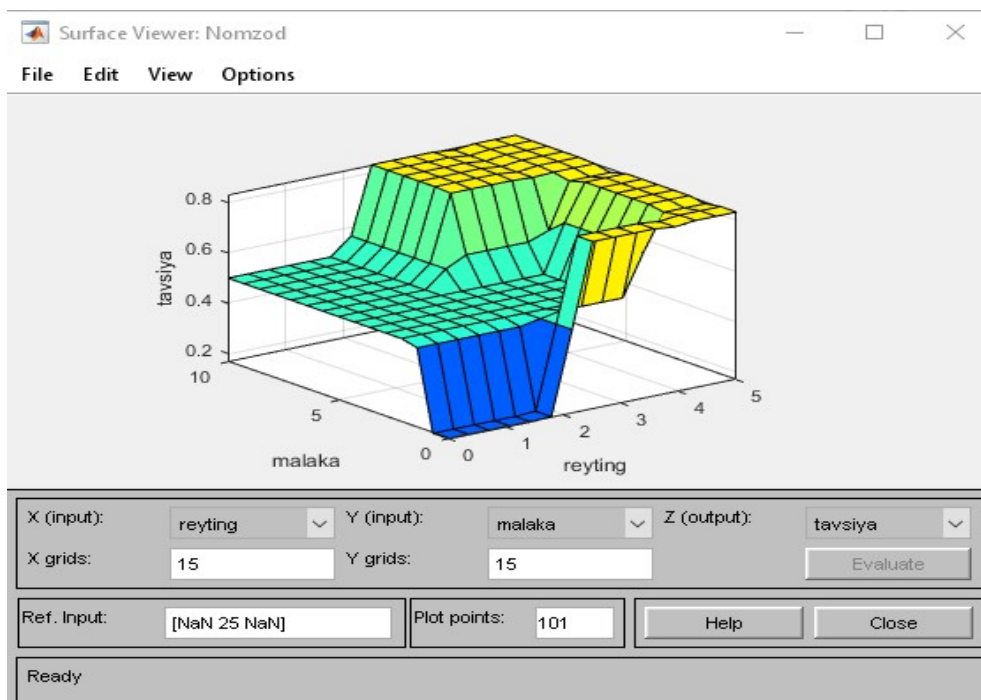 Surface Viewer: Nomzod
File Edit View Options
0.8
0.6
0.4
0.2
tavsiya
10
5
0
malaka
0
1
2
3
4
5
reyting
X (input): reyting Y (input): malaka Z (output): tavsiya
X grids: 15 Y grids: 15 Evaluate
Ref. Input: [NaN 25 NaN] Plot points: 101 Help Close
Ready